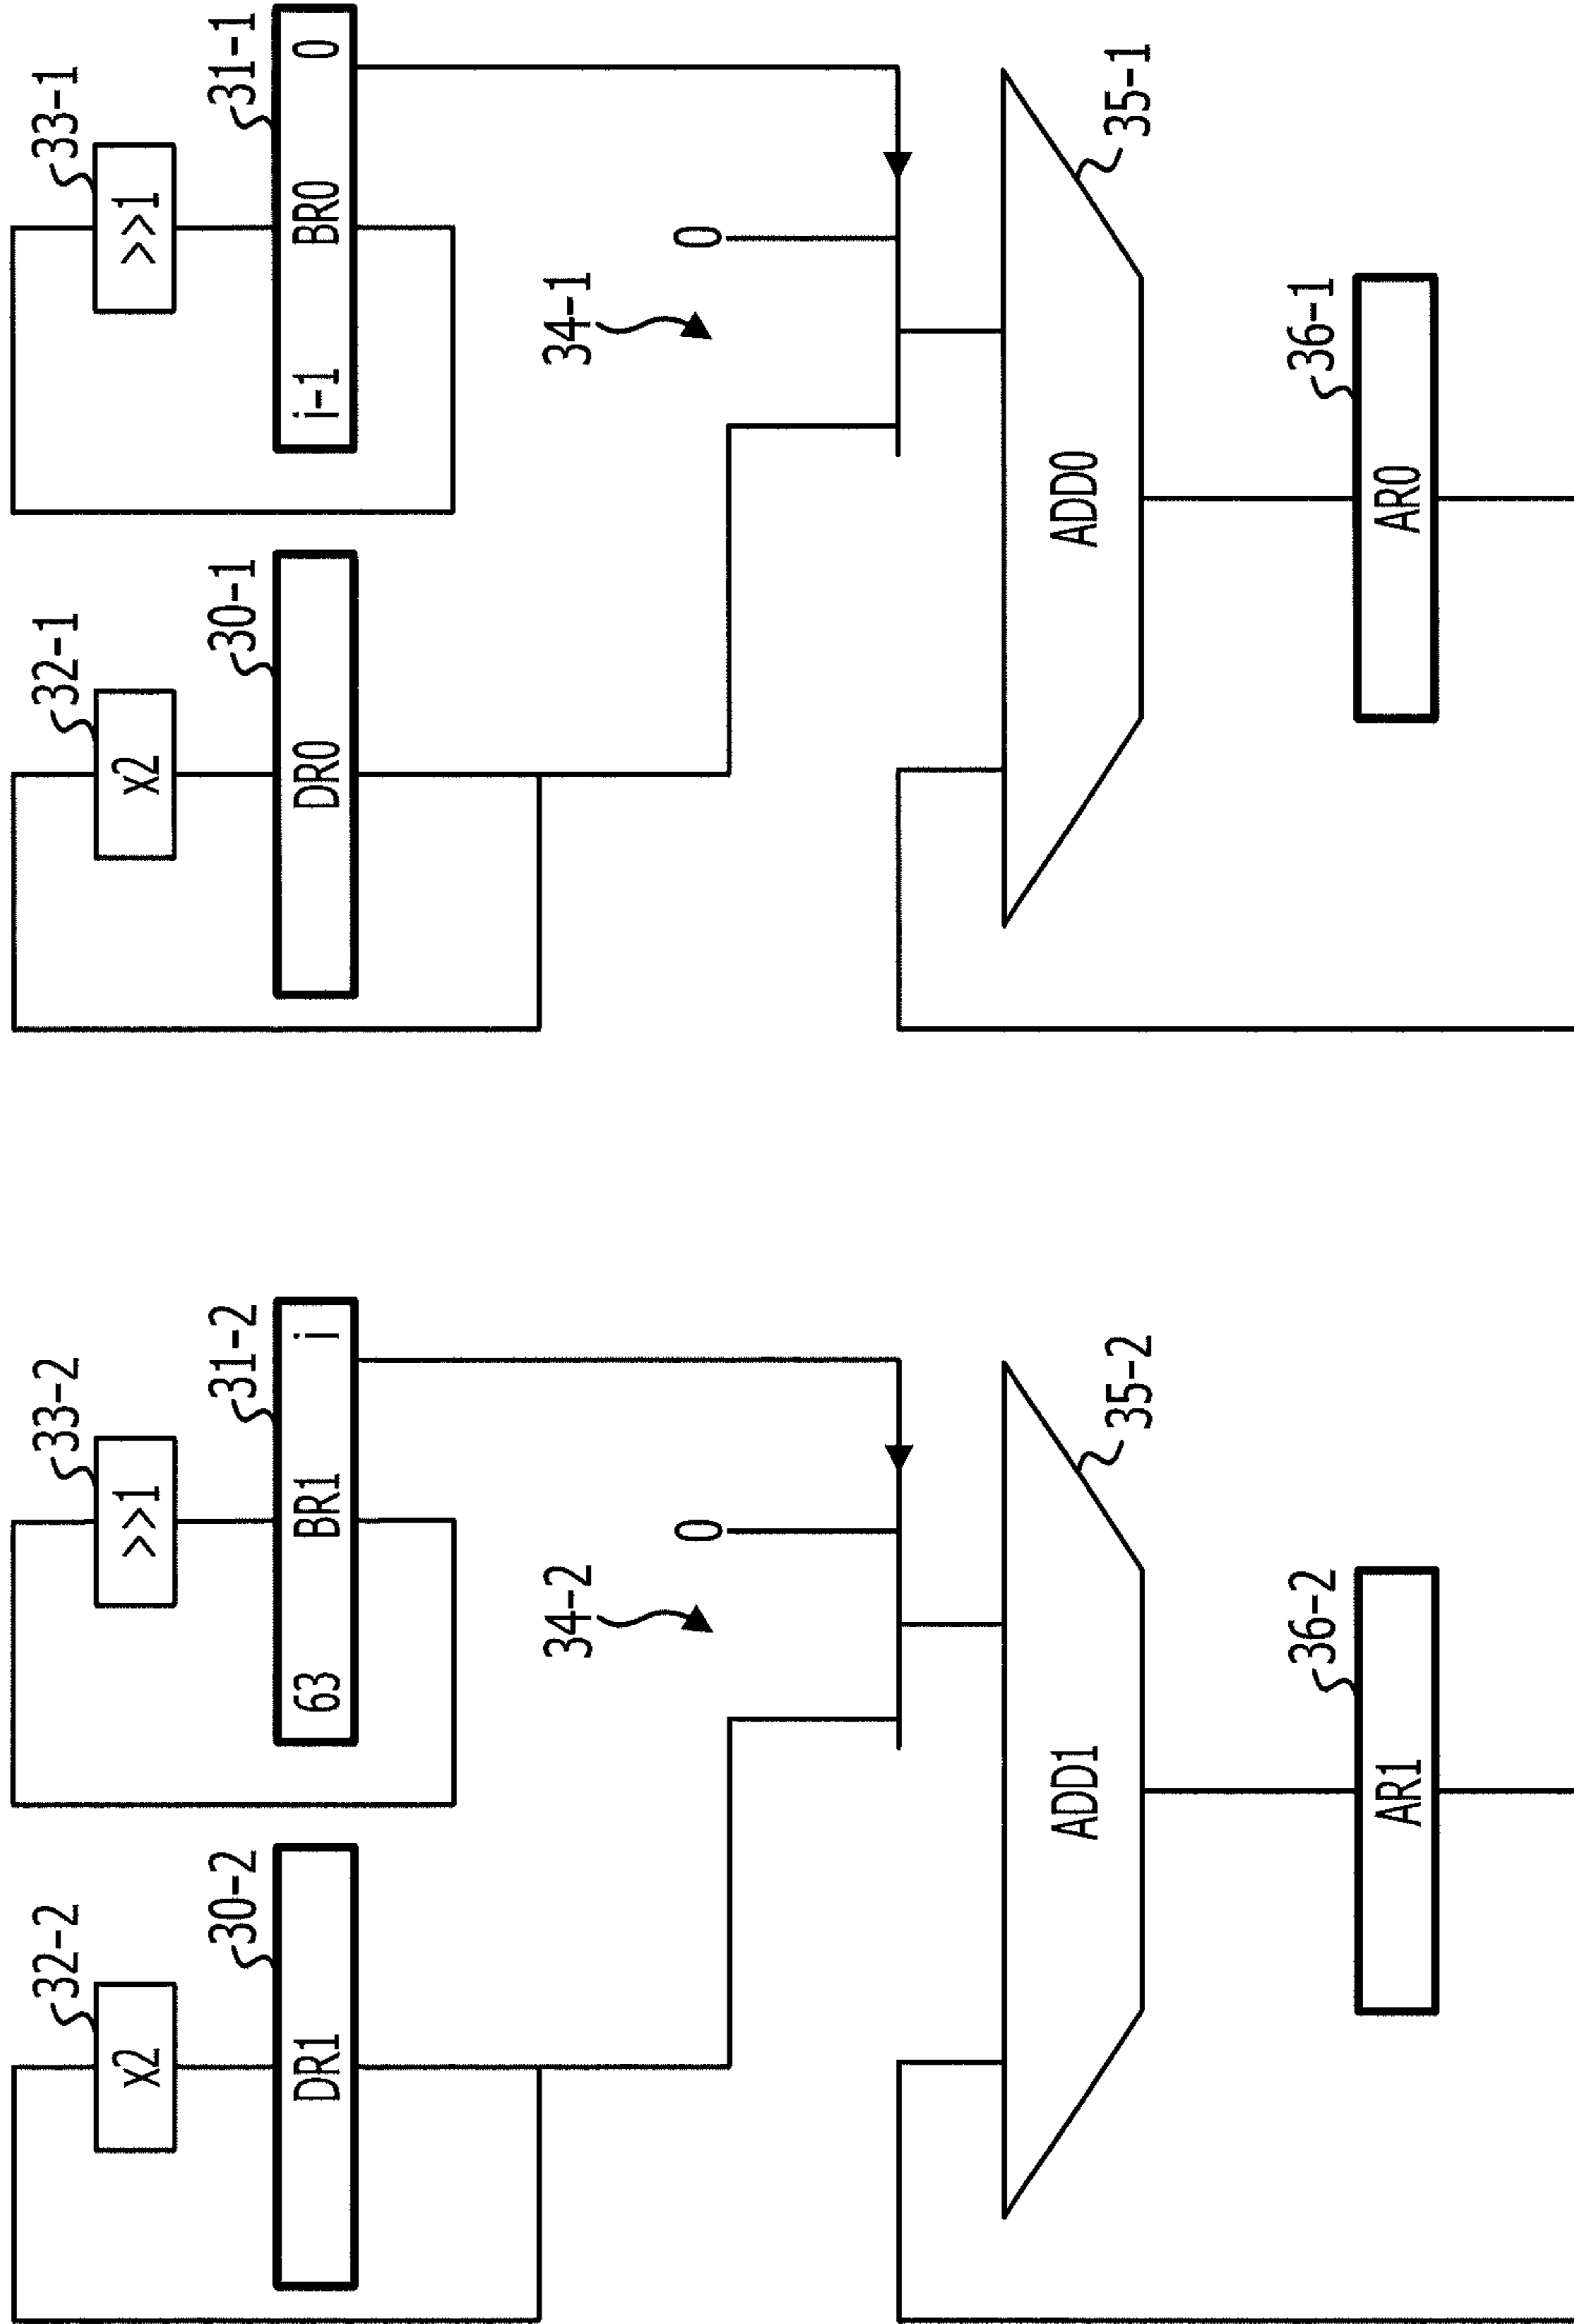 32-2
33-2
32-1
33-1
x2
>>1
x2
>>1
30-2
31-2
30-1
31-1
DR1
63 BR1 i
DR0
i-1 BR0 0
34-2
34-1
0
0
ADD1
ADD0
35-2
35-1
36-2
36-1
AR1
AR0